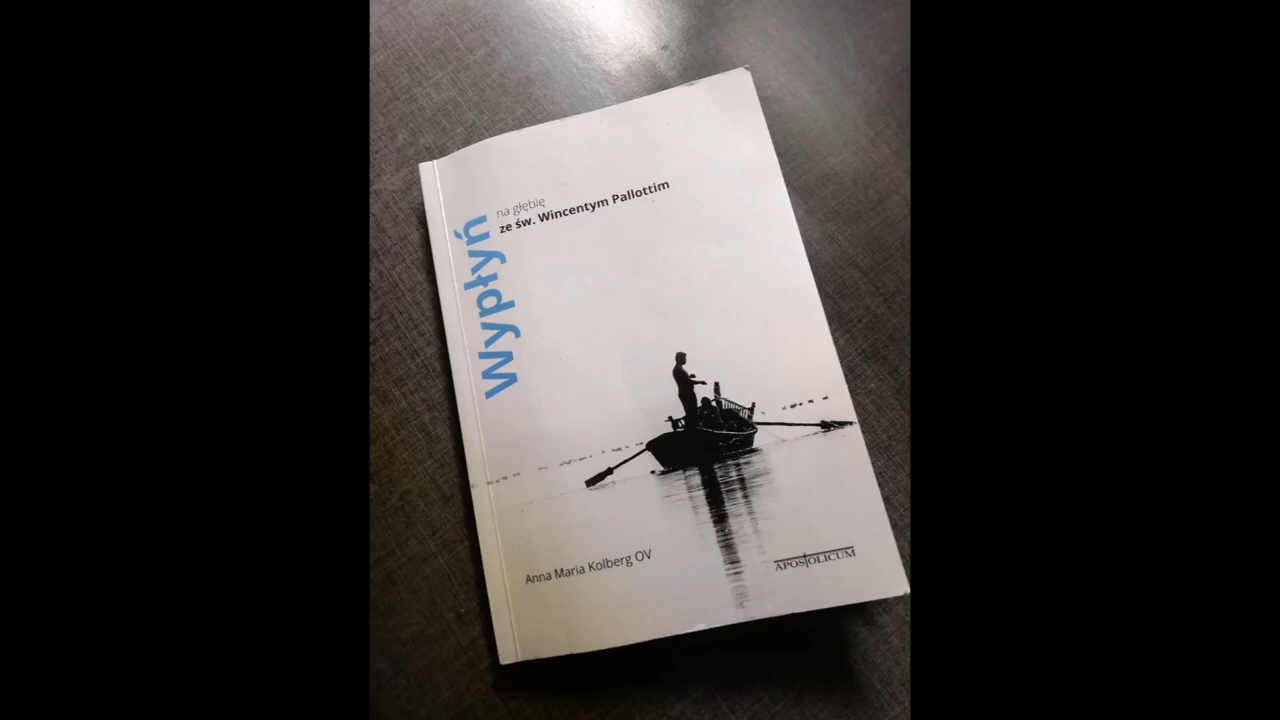 Wypłyń
na głębię
ze św. Wincentym Pallottim
Anna Maria Kolberg OV
APOSTOLICUM